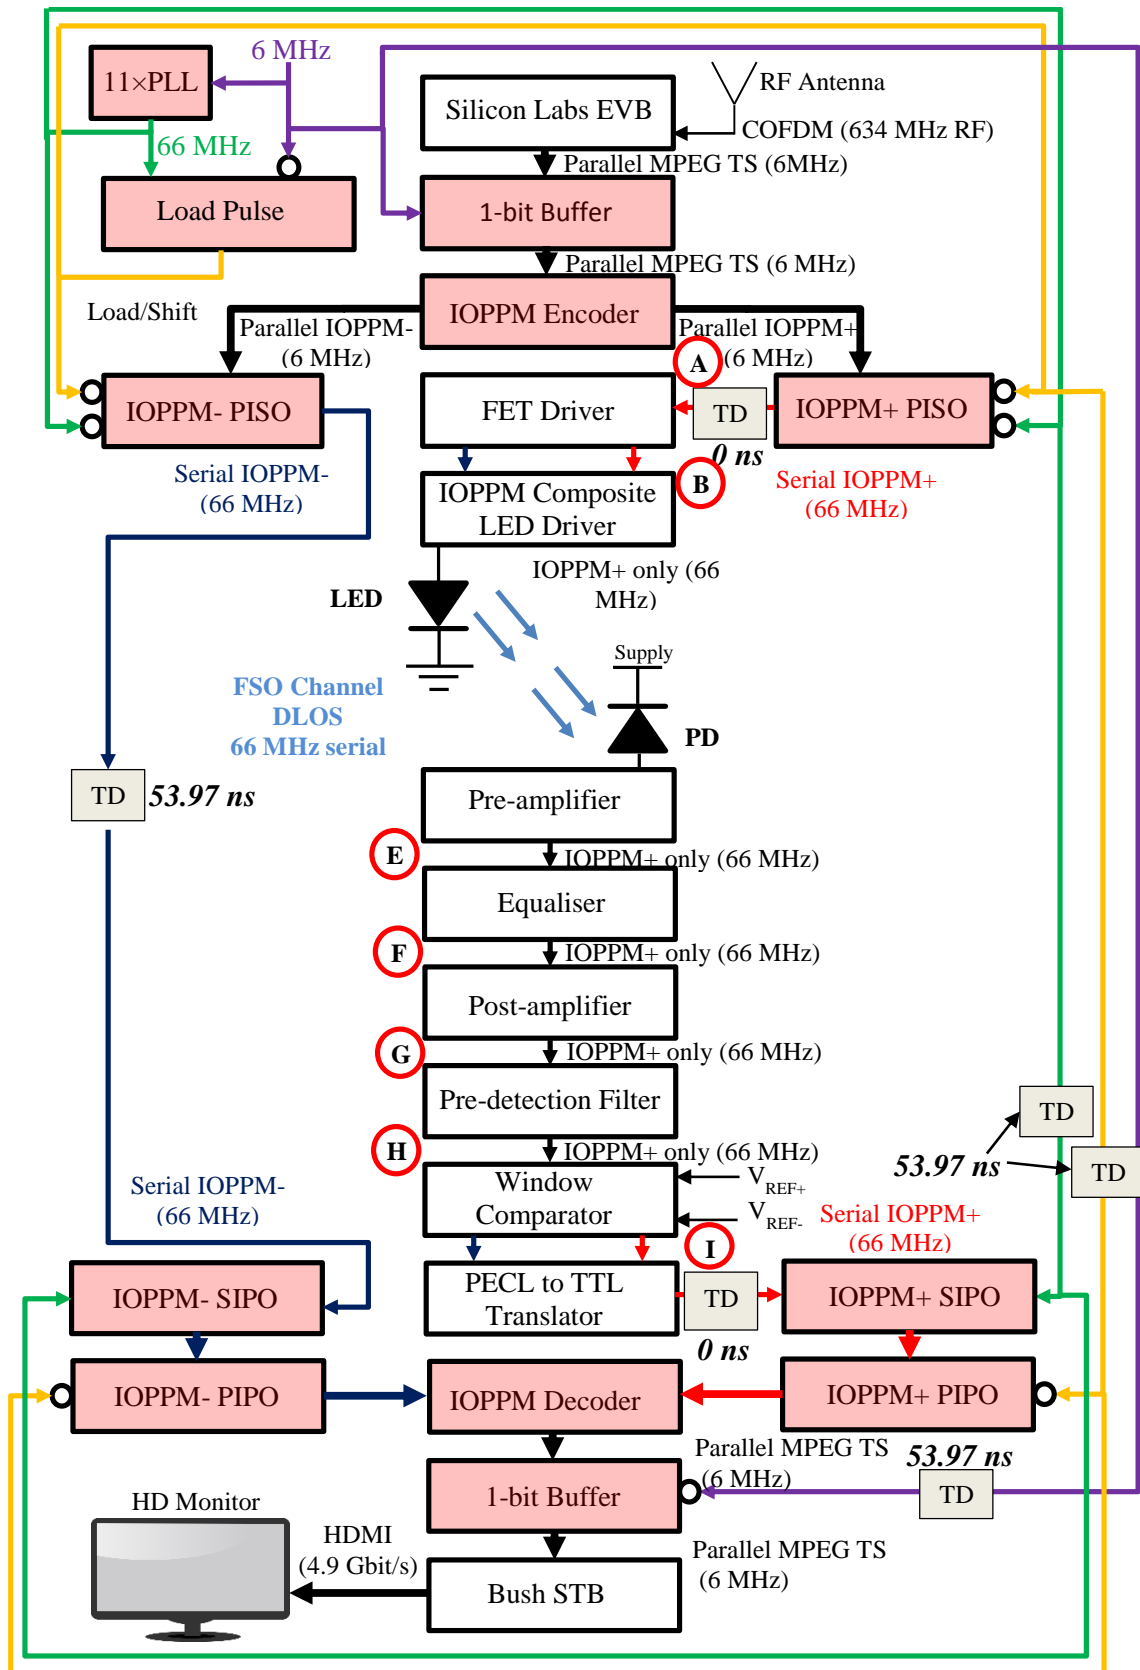 6 MHz
11×PLL
66 MHz
Load Pulse
Silicon Labs EVB
RF Antenna
COFDM (634 MHz RF)
Parallel MPEG TS (6MHz)
1-bit Buffer
Parallel MPEG TS (6 MHz)
Load/Shift
IOPPM Encoder
Parallel IOPPM-
(6 MHz)
Parallel IOPPM+
(6 MHz)
A
IOPPM- PISO
FET Driver
TD
0 ns
IOPPM+ PISO
Serial IOPPM-
(66 MHz)
B
Serial IOPPM+
(66 MHz)
IOPPM Composite
LED Driver
IOPPM+ only (66
MHz)
LED
Supply
FSO Channel
DLOS
66 MHz serial
PD
TD
53.97 ns
Pre-amplifier
E
IOPPM+ only (66 MHz)
Equaliser
F
IOPPM+ only (66 MHz)
Post-amplifier
G
IOPPM+ only (66 MHz)
Pre-detection Filter
TD
H
IOPPM+ only (66 MHz)
53.97 ns
TD
Window
Comparator
VREF+
VREF-
Serial IOPPM-
(66 MHz)
Serial IOPPM+
(66 MHz)
I
IOPPM- SIPO
PECL to TTL
Translator
TD
0 ns
IOPPM+ SIPO
IOPPM- PIPO
IOPPM Decoder
IOPPM+ PIPO
Parallel MPEG TS
(6 MHz)
53.97 ns
TD
1-bit Buffer
HD Monitor
HDMI
(4.9 Gbit/s)
Parallel MPEG TS
(6 MHz)
Bush STB